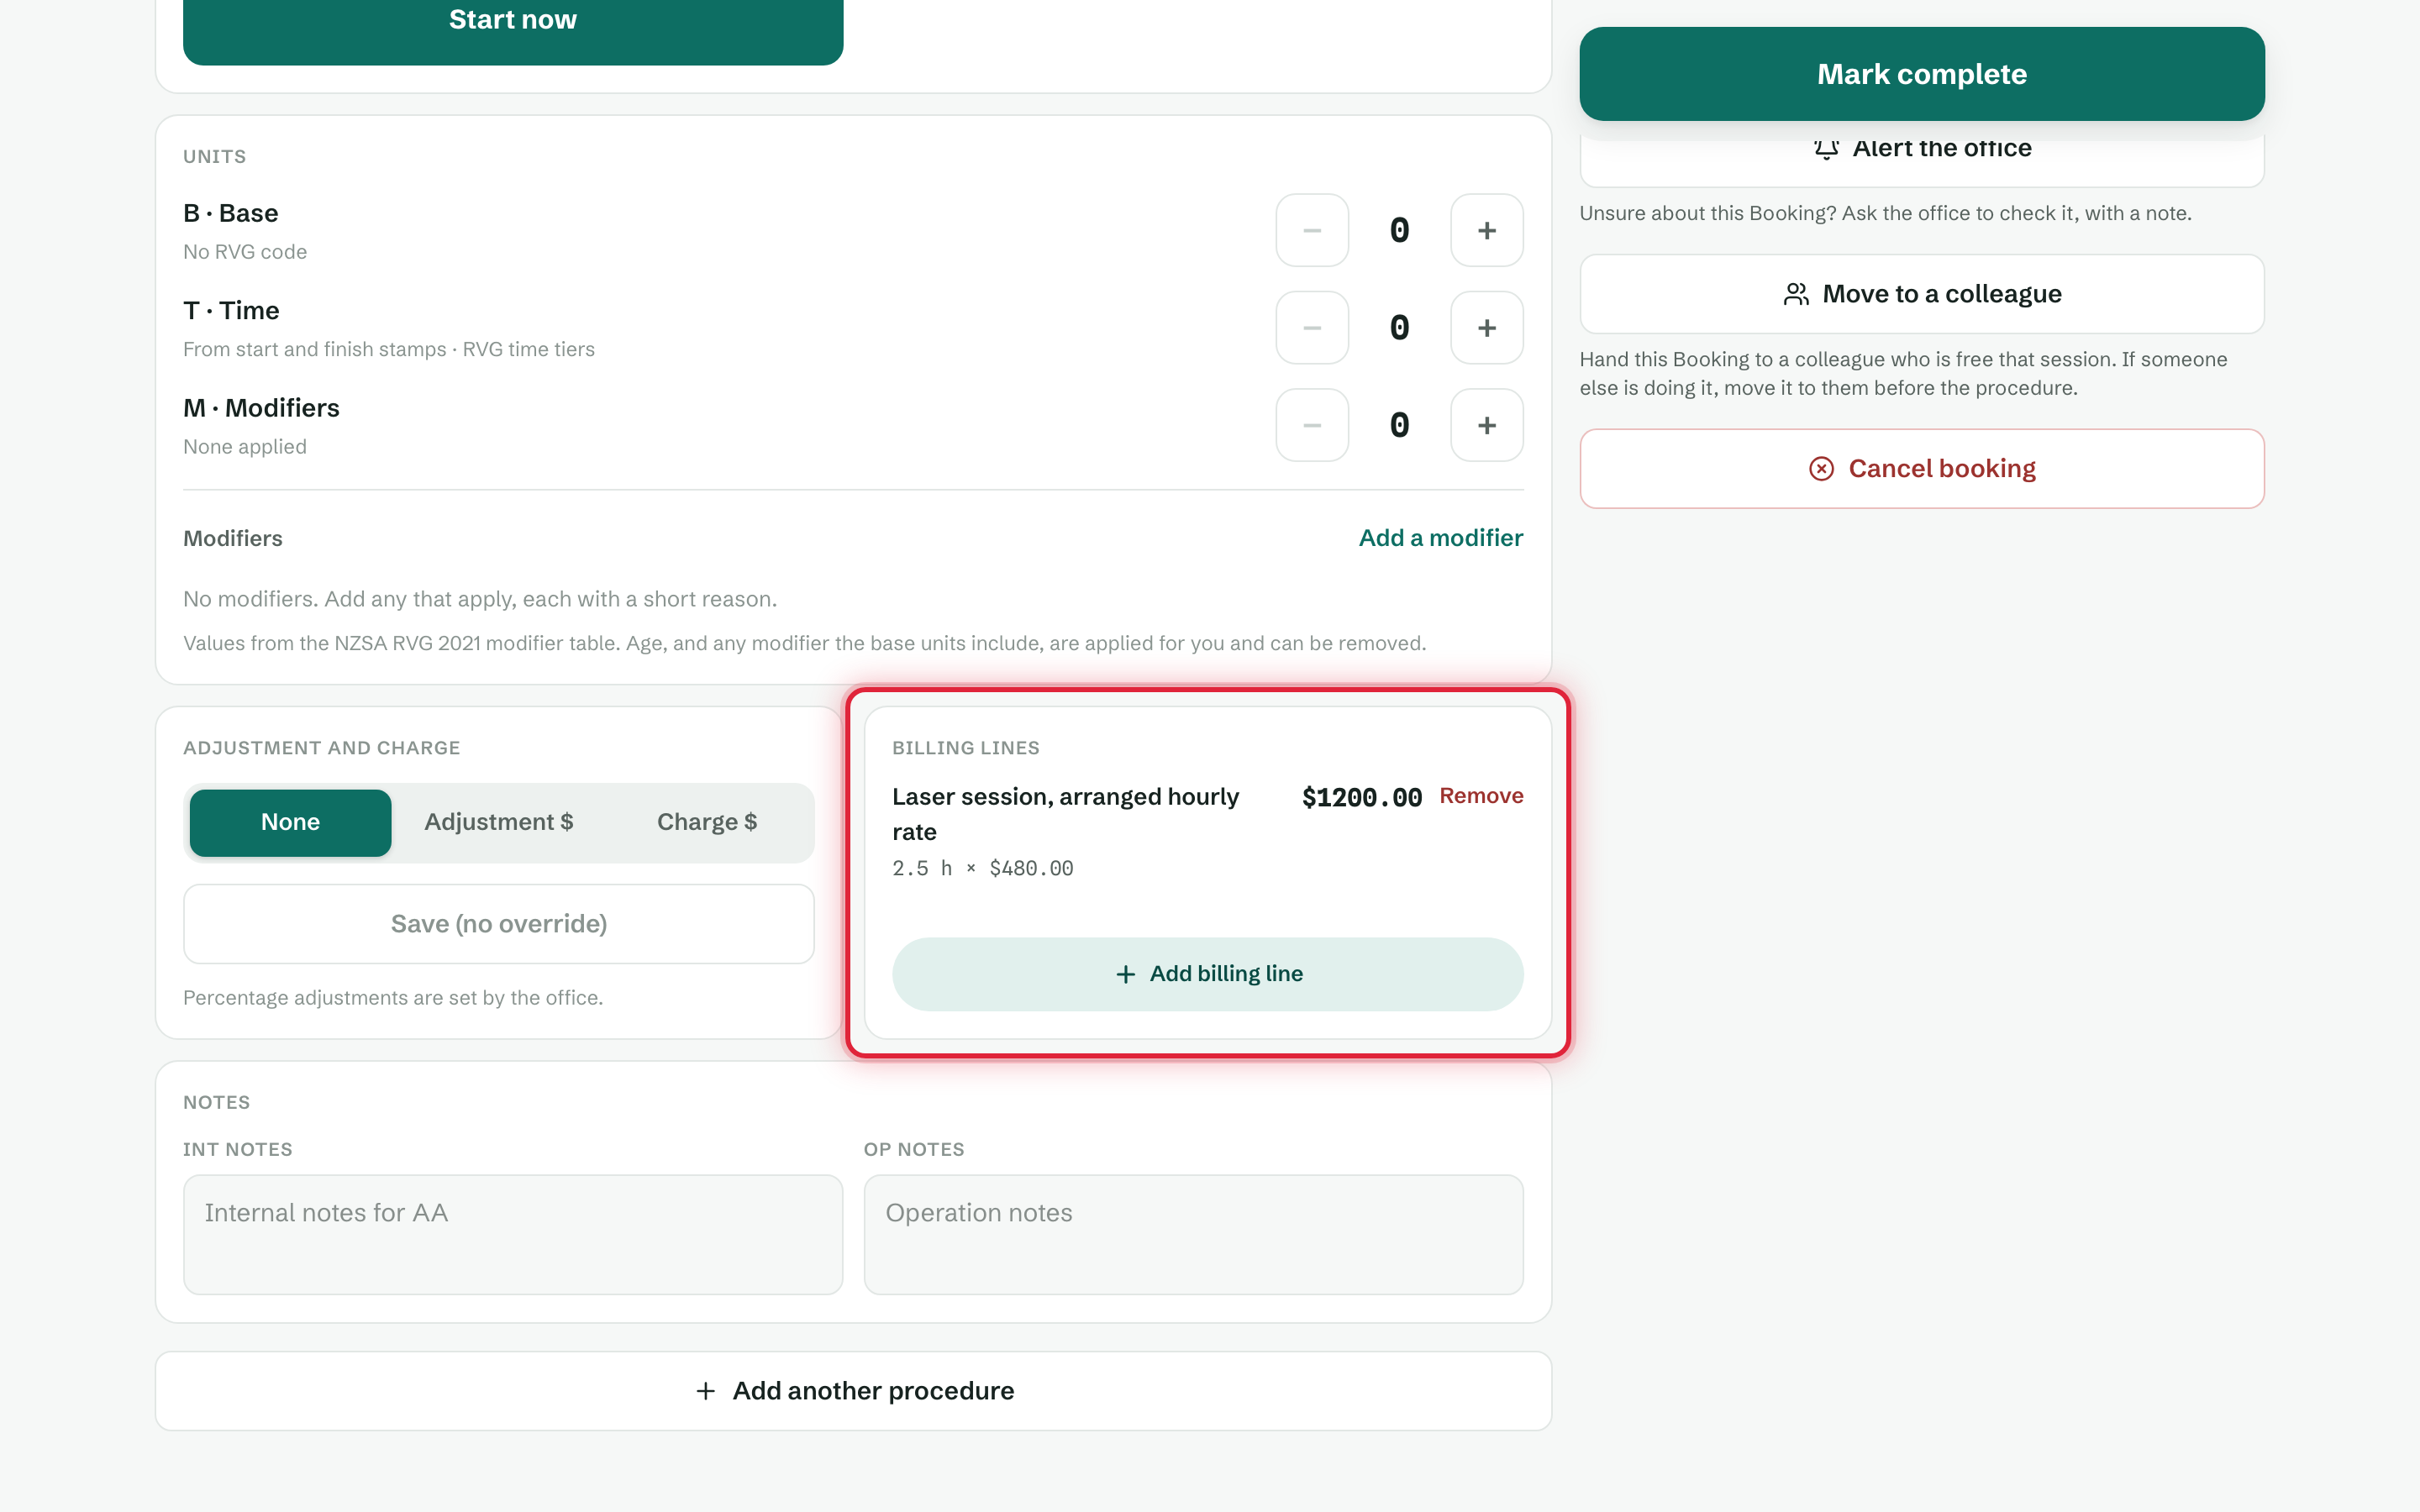 Start now
UNITS
B · Base
No RVG code
− 0 +
T · Time
From start and finish stamps · RVG time tiers
− 0 +
M · Modifiers
None applied
− 0 +
Modifiers
Add a modifier
No modifiers. Add any that apply, each with a short reason.
Values from the NZSA RVG 2021 modifier table. Age, and any modifier the base units include, are applied for you and can be removed.
ADJUSTMENT AND CHARGE
None
Adjustment $
Charge $
Save (no override)
Percentage adjustments are set by the office.
BILLING LINES
Laser session, arranged hourly
rate
$1200.00
Remove
2.5 h × $480.00
+ Add billing line
NOTES
INT NOTES
Internal notes for AA
OP NOTES
Operation notes
+ Add another procedure
Mark complete
Alert the office
Unsure about this Booking? Ask the office to check it, with a note.
Move to a colleague
Hand this Booking to a colleague who is free that session. If someone
else is doing it, move it to them before the procedure.
Cancel booking